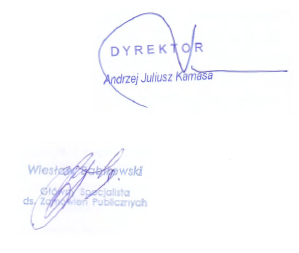 DYREKTOR
Andrzej Juliusz Kamasa
Wiesław
Główny Specjalista
ds. Zamówień Publicznych